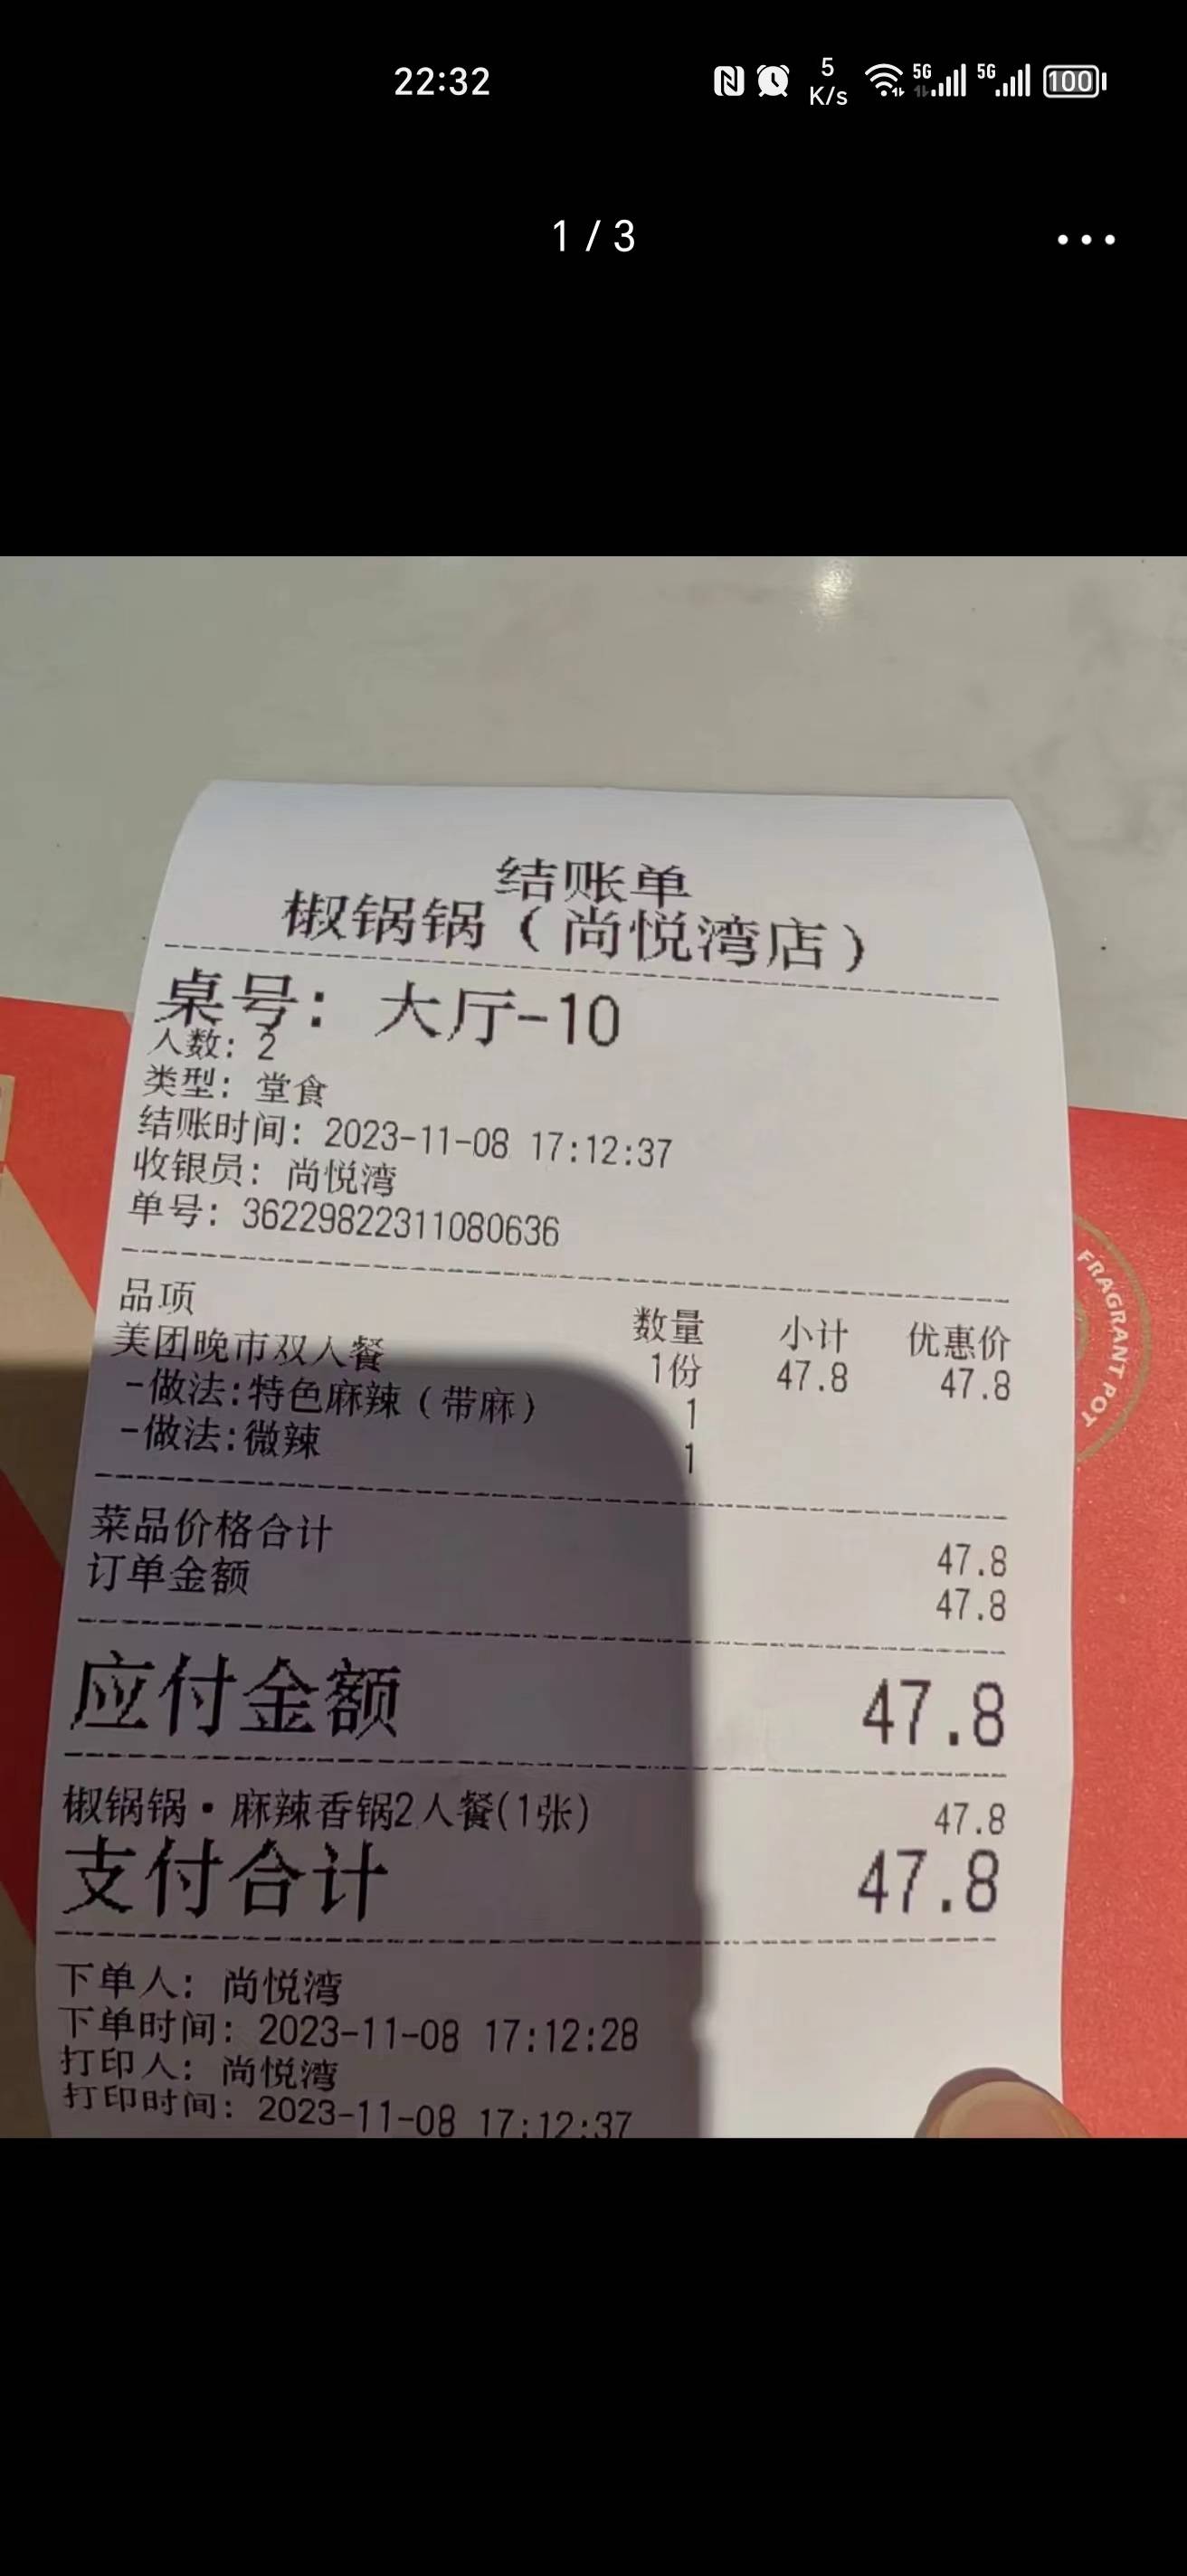 22:32
5 K/s 5G 5G 100
1 / 3
结账单
椒锅锅（尚悦湾店）
桌号：大厅-10
人数：2
类型：堂食
结账时间：2023-11-08 17:12:37
收银员：尚悦湾
单号：36229822311080636
品项 数量 小计 优惠价
美团晚市双人餐 1份 47.8 47.8
-做法:特色麻辣（带麻） 1
-做法:微辣 1
菜品价格合计 47.8
订单金额 47.8
应付金额 47.8
椒锅锅·麻辣香锅2人餐(1张) 47.8
支付合计 47.8
下单人：尚悦湾
下单时间：2023-11-08 17:12:28
打印人：尚悦湾
打印时间：2023-11-08 17:12:37
FRAGRANT POT